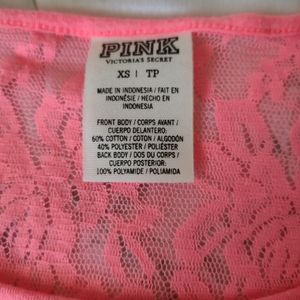 PINK
VICTORIA'S SECRET
XS | TP
MADE IN INDONESIA / FAIT EN
INDONÉSIE / HECHO EN
INDONESIA
FRONT BODY / CORPS AVANT /
CUERPO DELANTERO:
60% COTTON / COTON / ALGODÓN
40% POLYESTER / POLIÉSTER
BACK BODY / DOS DU CORPS /
CUERPO POSTERIOR:
100% POLYAMIDE / POLIAMIDA